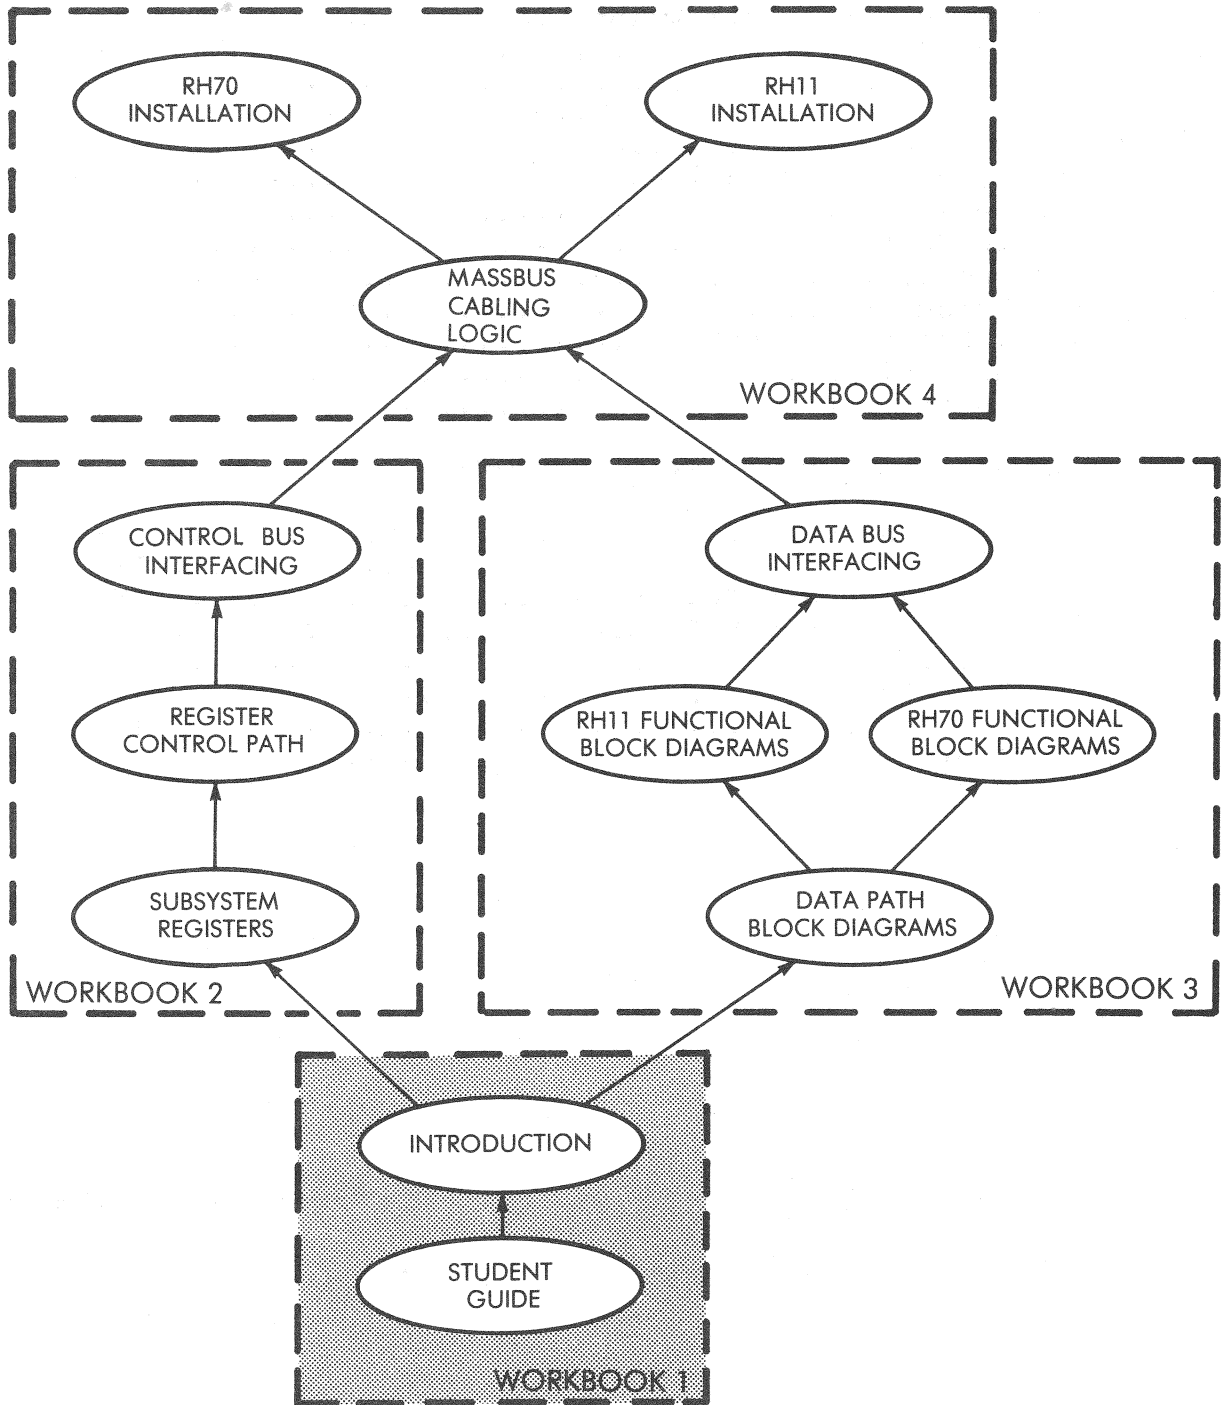 RH70
INSTALLATION
RH11
INSTALLATION
MASSBUS
CABLING
LOGIC
WORKBOOK 4
CONTROL BUS
INTERFACING
REGISTER
CONTROL PATH
SUBSYSTEM
REGISTERS
WORKBOOK 2
DATA BUS
INTERFACING
RH11 FUNCTIONAL
BLOCK DIAGRAMS
RH70 FUNCTIONAL
BLOCK DIAGRAMS
DATA PATH
BLOCK DIAGRAMS
WORKBOOK 3
INTRODUCTION
STUDENT
GUIDE
WORKBOOK 1